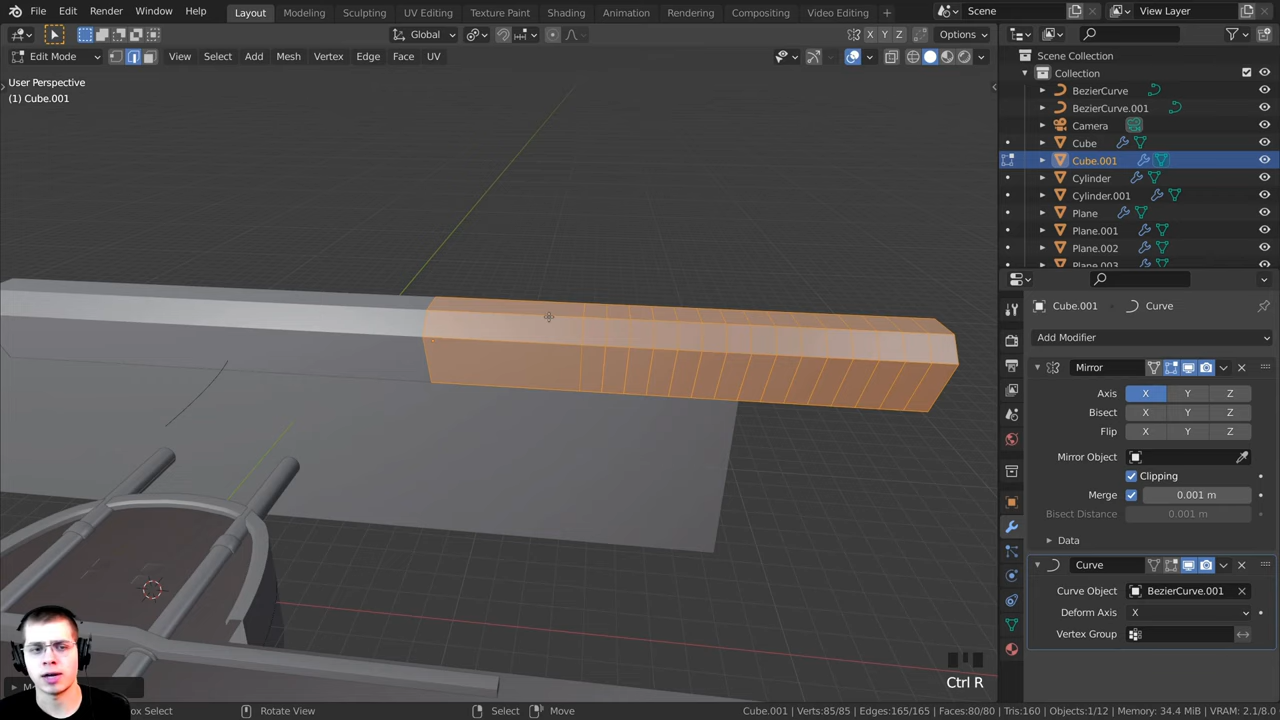 File Edit Render Window Help Layout Modeling Sculpting UV Editing Texture Paint Shading Animation Rendering Compositing Video Editing + Scene View Layer
Global X Y Z Options
Edit Mode View Select Add Mesh Vertex Edge Face UV
User Perspective
(1) Cube.001
Scene Collection
Collection
BezierCurve
BezierCurve.001
Camera
Cube
Cube.001
Cylinder
Cylinder.001
Plane
Plane.001
Plane.002
Plane.003
Cube.001 Curve
Add Modifier
Mirror
Axis X Y Z
Bisect X Y Z
Flip X Y Z
Mirror Object
Clipping
Merge 0.001 m
Bisect Distance 0.001 m
Data
Curve
Curve Object BezierCurve.001
Deform Axis X
Vertex Group
Ctrl R
Box Select Rotate View Select Move Cube.001 | Verts:85/85 | Edges:165/165 | Faces:80/80 | Tris:160 | Objects:1/12 | Memory: 34.4 MiB | VRAM: 2.1/8.0